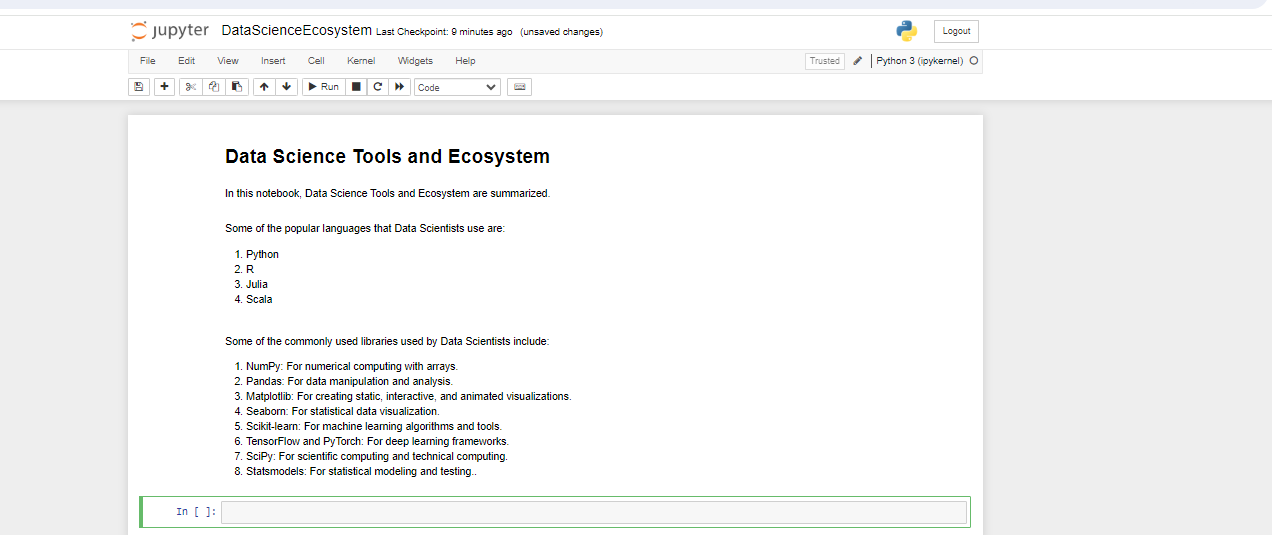 jupyter DataScienceEcosystem Last Checkpoint: 9 minutes ago (unsaved changes) Logout
File Edit View Insert Cell Kernel Widgets Help Trusted Python 3 (ipykernel)
Run Code
Data Science Tools and Ecosystem
In this notebook, Data Science Tools and Ecosystem are summarized.
Some of the popular languages that Data Scientists use are:
1. Python
2. R
3. Julia
4. Scala
Some of the commonly used libraries used by Data Scientists include:
1. NumPy: For numerical computing with arrays.
2. Pandas: For data manipulation and analysis.
3. Matplotlib: For creating static, interactive, and animated visualizations.
4. Seaborn: For statistical data visualization.
5. Scikit-learn: For machine learning algorithms and tools.
6. TensorFlow and PyTorch: For deep learning frameworks.
7. SciPy: For scientific computing and technical computing.
8. Statsmodels: For statistical modeling and testing..
In [ ]: